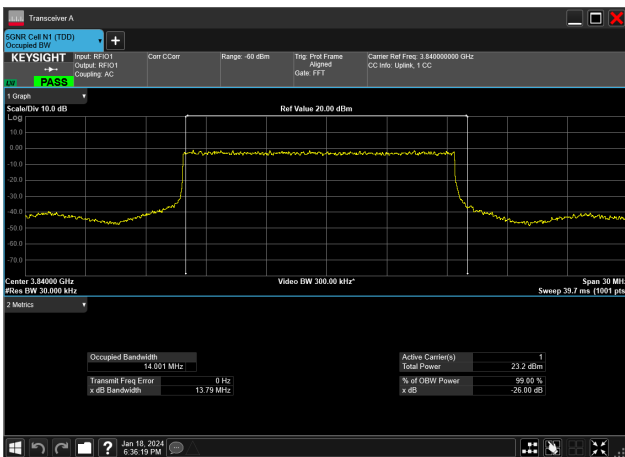 Transceiver A
5GNR Cell N1 (TDD)
Occupied BW
KEYSIGHT
Input: RFIO1
Output: RFIO1
Coupling: AC
Corr CCorr
Range: -60 dBm
Trig: Prot Frame
Aligned
Gate: FFT
Carrier Ref Freq: 3.840000000 GHz
CC Info: Uplink, 1 CC
PASS
1 Graph
Scale/Div 10.0 dB
Ref Value 20.00 dBm
Log
10.0
0.00
-10.0
-20.0
-30.0
-40.0
-50.0
-60.0
-70.0
Center 3.84000 GHz
Video BW 300.00 kHz*
Span 30 MHz
#Res BW 30.000 kHz
Sweep 39.7 ms (1001 pts
2 Metrics
Occupied Bandwidth
14.001 MHz
Active Carrier(s) 1
Total Power 23.2 dBm
Transmit Freq Error 0 Hz
x dB Bandwidth 13.79 MHz
% of OBW Power 99.00 %
x dB -26.00 dB
Jan 18, 2024
6:36:19 PM